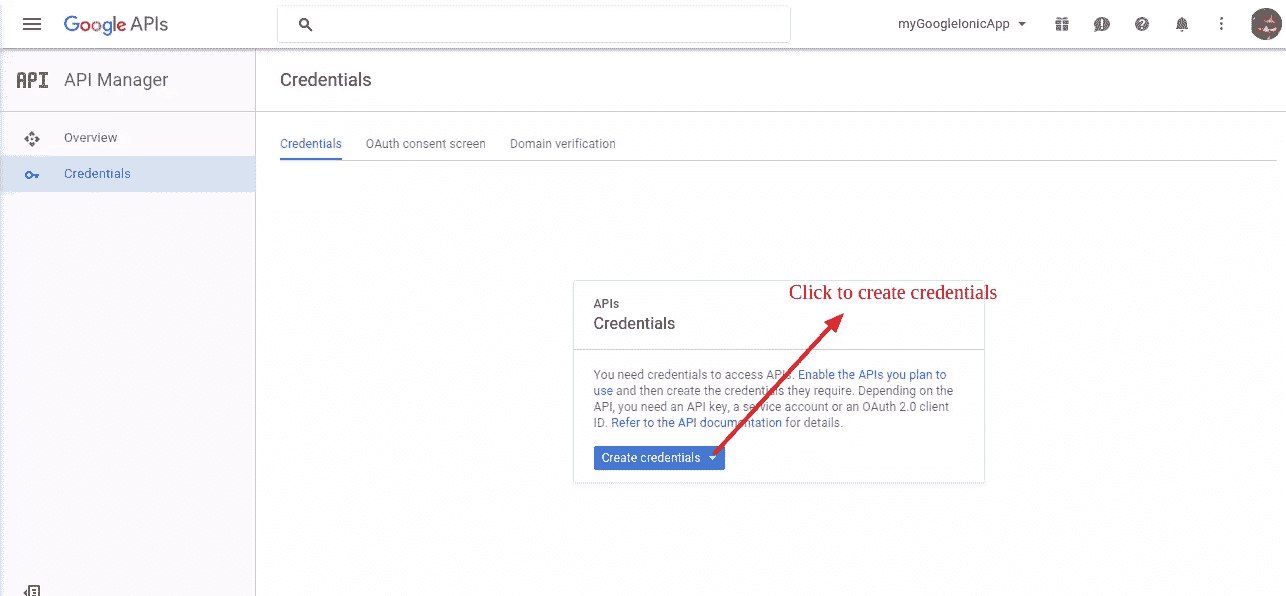 Google APIs
myGoogleIonicApp
API API Manager
Credentials
Overview
Credentials
Credentials OAuth consent screen Domain verification
Click to create credentials
APIs
Credentials
You need credentials to access APIs. Enable the APIs you plan to
use and then create the credentials they require. Depending on the
API, you need an API key, a service account or an OAuth 2.0 client
ID. Refer to the API documentation for details.
Create credentials